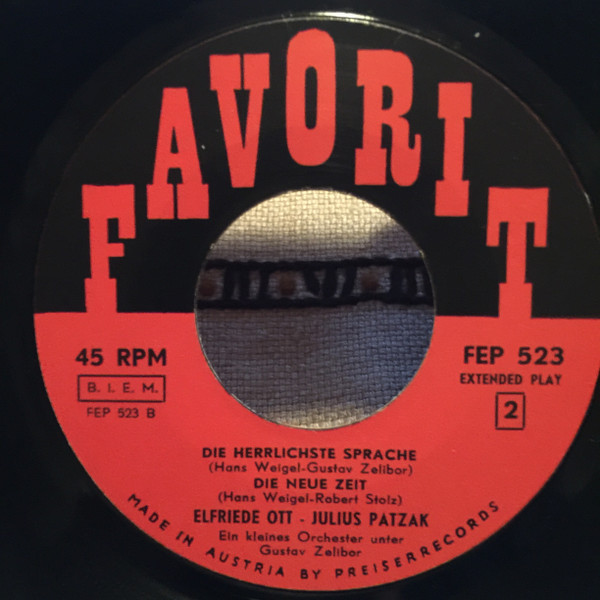 FAVORIT
45 RPM
B. I. E. M.
FEP 523 B
FEP 523
EXTENDED PLAY
2
DIE HERRLICHSTE SPRACHE
(Hans Weigel-Gustav Zelibor)
DIE NEUE ZEIT
(Hans Weigel-Robert Stolz)
ELFRIEDE OTT - JULIUS PATZAK
Ein kleines Orchester unter
Gustav Zelibor
MADE IN AUSTRIA BY PREISERRECORDS